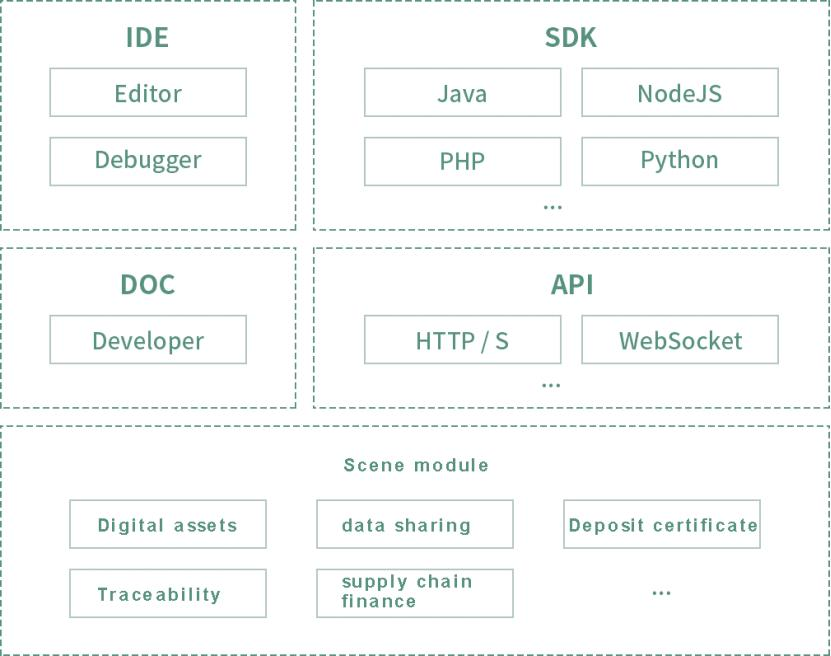 IDE
Editor
Debugger
SDK
Java
NodeJS
PHP
Python
...
DOC
Developer
API
HTTP / S
WebSocket
...
Scene module
Digital assets
data sharing
Deposit certificate
Traceability
supply chain
finance
...